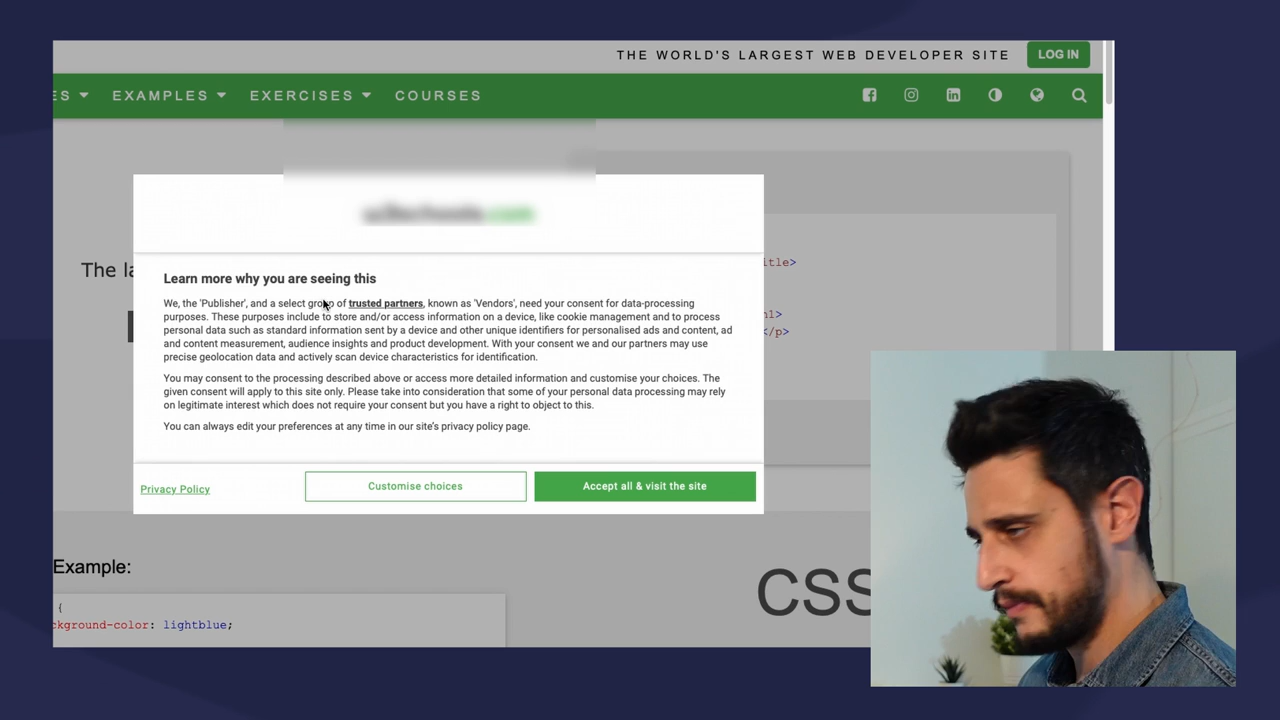 THE WORLD'S LARGEST WEB DEVELOPER SITE
LOG IN
ES
EXAMPLES
EXERCISES
COURSES
The la
itle>
h1>
</p>
Learn more why you are seeing this
We, the 'Publisher', and a select group of trusted partners, known as 'Vendors', need your consent for data-processing
purposes. These purposes include to store and/or access information on a device, like cookie management and to process
personal data such as standard information sent by a device and other unique identifiers for personalised ads and content, ad
and content measurement, audience insights and product development. With your consent we and our partners may use
precise geolocation data and actively scan device characteristics for identification.
You may consent to the processing described above or access more detailed information and customise your choices. The
given consent will apply to this site only. Please take into consideration that some of your personal data processing may rely
on legitimate interest which does not require your consent but you have a right to object to this.
You can always edit your preferences at any time in our site's privacy policy page.
Privacy Policy
Customise choices
Accept all & visit the site
Example:
{
ckground-color: lightblue;
CSS